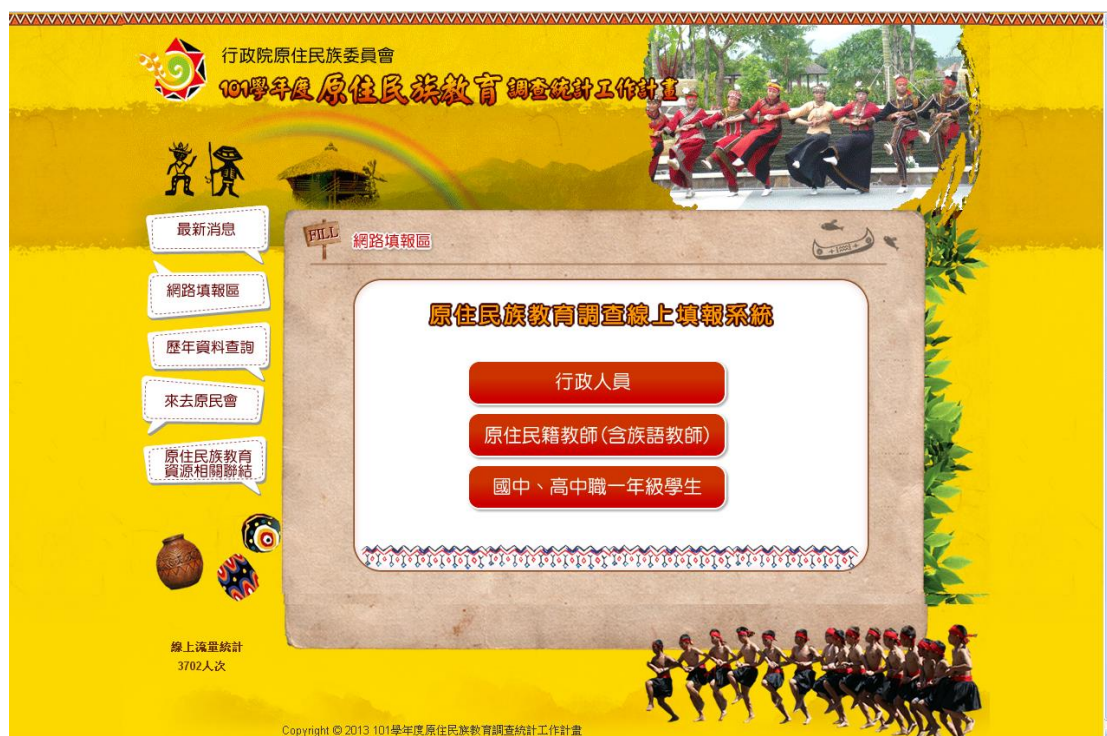 行政院原住民族委員會
101學年度原住民族教育調查統計工作計畫
最新消息
網路填報區
歷年資料查詢
來去原民會
原住民族教育
資源相關聯結
線上流量統計
3702人次
FILL 網路填報區
原住民族教育調查線上填報系統
行政人員
原住民籍教師(含族語教師)
國中、高中職一年級學生
Copyright © 2013 101學年度原住民族教育調查統計工作計畫